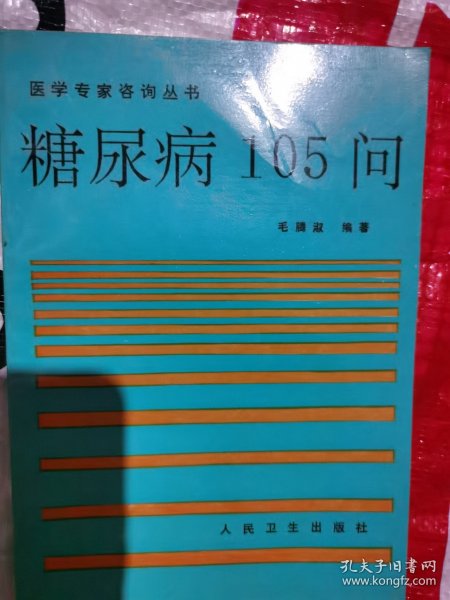 医学专家咨询丛书
糖尿病 105 问
毛腾淑 编著
人民卫生出版社
孔夫子旧书网
www.kongfz.com